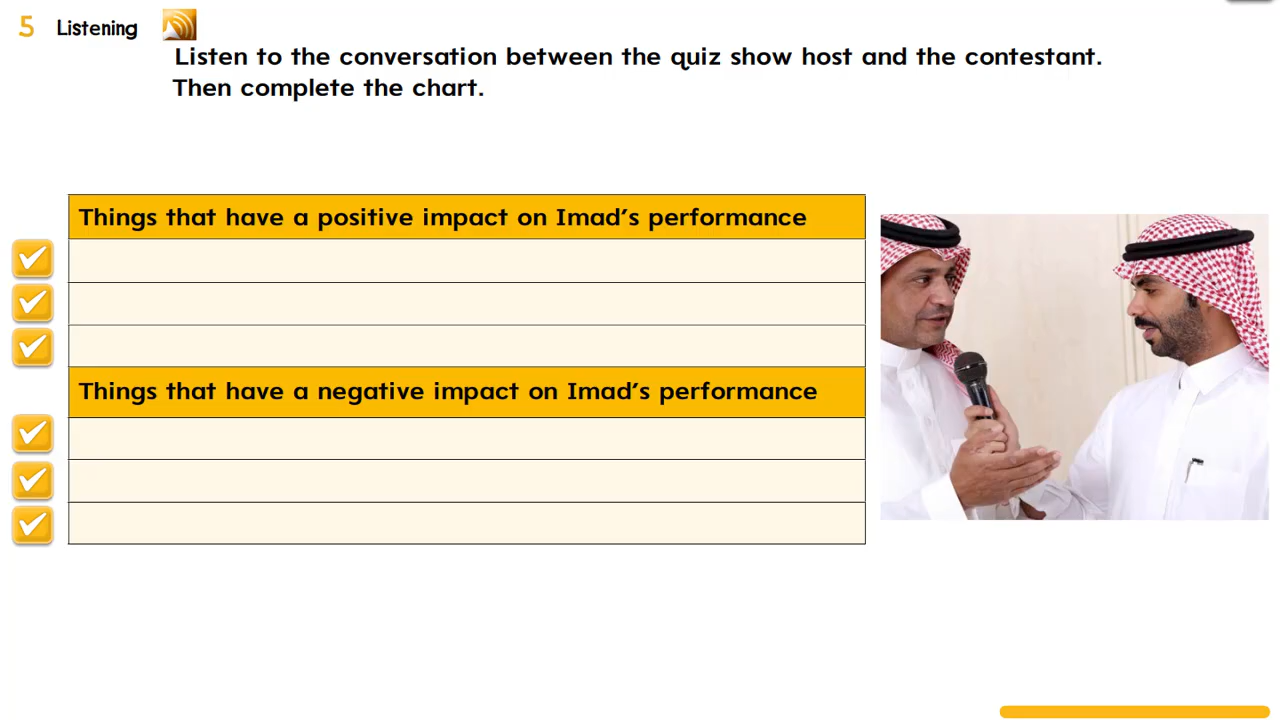 5 Listening
Listen to the conversation between the quiz show host and the contestant.
Then complete the chart.
Things that have a positive impact on Imad's performance
Things that have a negative impact on Imad's performance